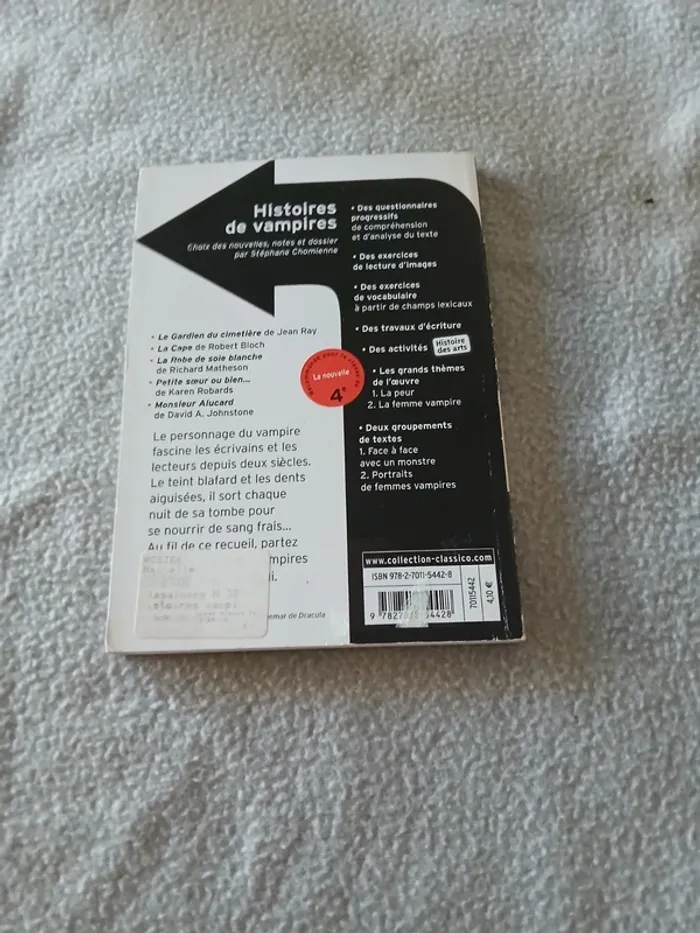 Histoires
de vampires
Choix des nouvelles, notes et dossier
par Stéphane Chomienne
• Le Gardien du cimetière de Jean Ray
• La Cape de Robert Bloch
• La Robe de soie blanche
de Richard Matheson
• Petite sœur ou bien...
de Karen Robards
• Monsieur Alucard
de David A. Johnstone
Recommandé pour la classe de
La nouvelle
4e
Le personnage du vampire
fascine les écrivains et les
lecteurs depuis deux siècles.
Le teint blafard et les dents
aiguisées, il sort chaque
nuit de sa tombe pour
se nourrir de sang frais...
Au fil de ce recueil, partez
de Dracula
• Des questionnaires
progressifs
de compréhension
et d'analyse du texte
• Des exercices
de lecture d'images
• Des exercices
de vocabulaire
à partir de champs lexicaux
• Des travaux d'écriture
• Des activités Histoire
des arts
• Les grands thèmes
de l'œuvre
1. La peur
2. La femme vampire
• Deux groupements
de textes
1. Face à face
avec un monstre
2. Portraits
de femmes vampires
www.collection-classico.com
ISBN 978-2-7011-5442-8
70115442
4,10 €